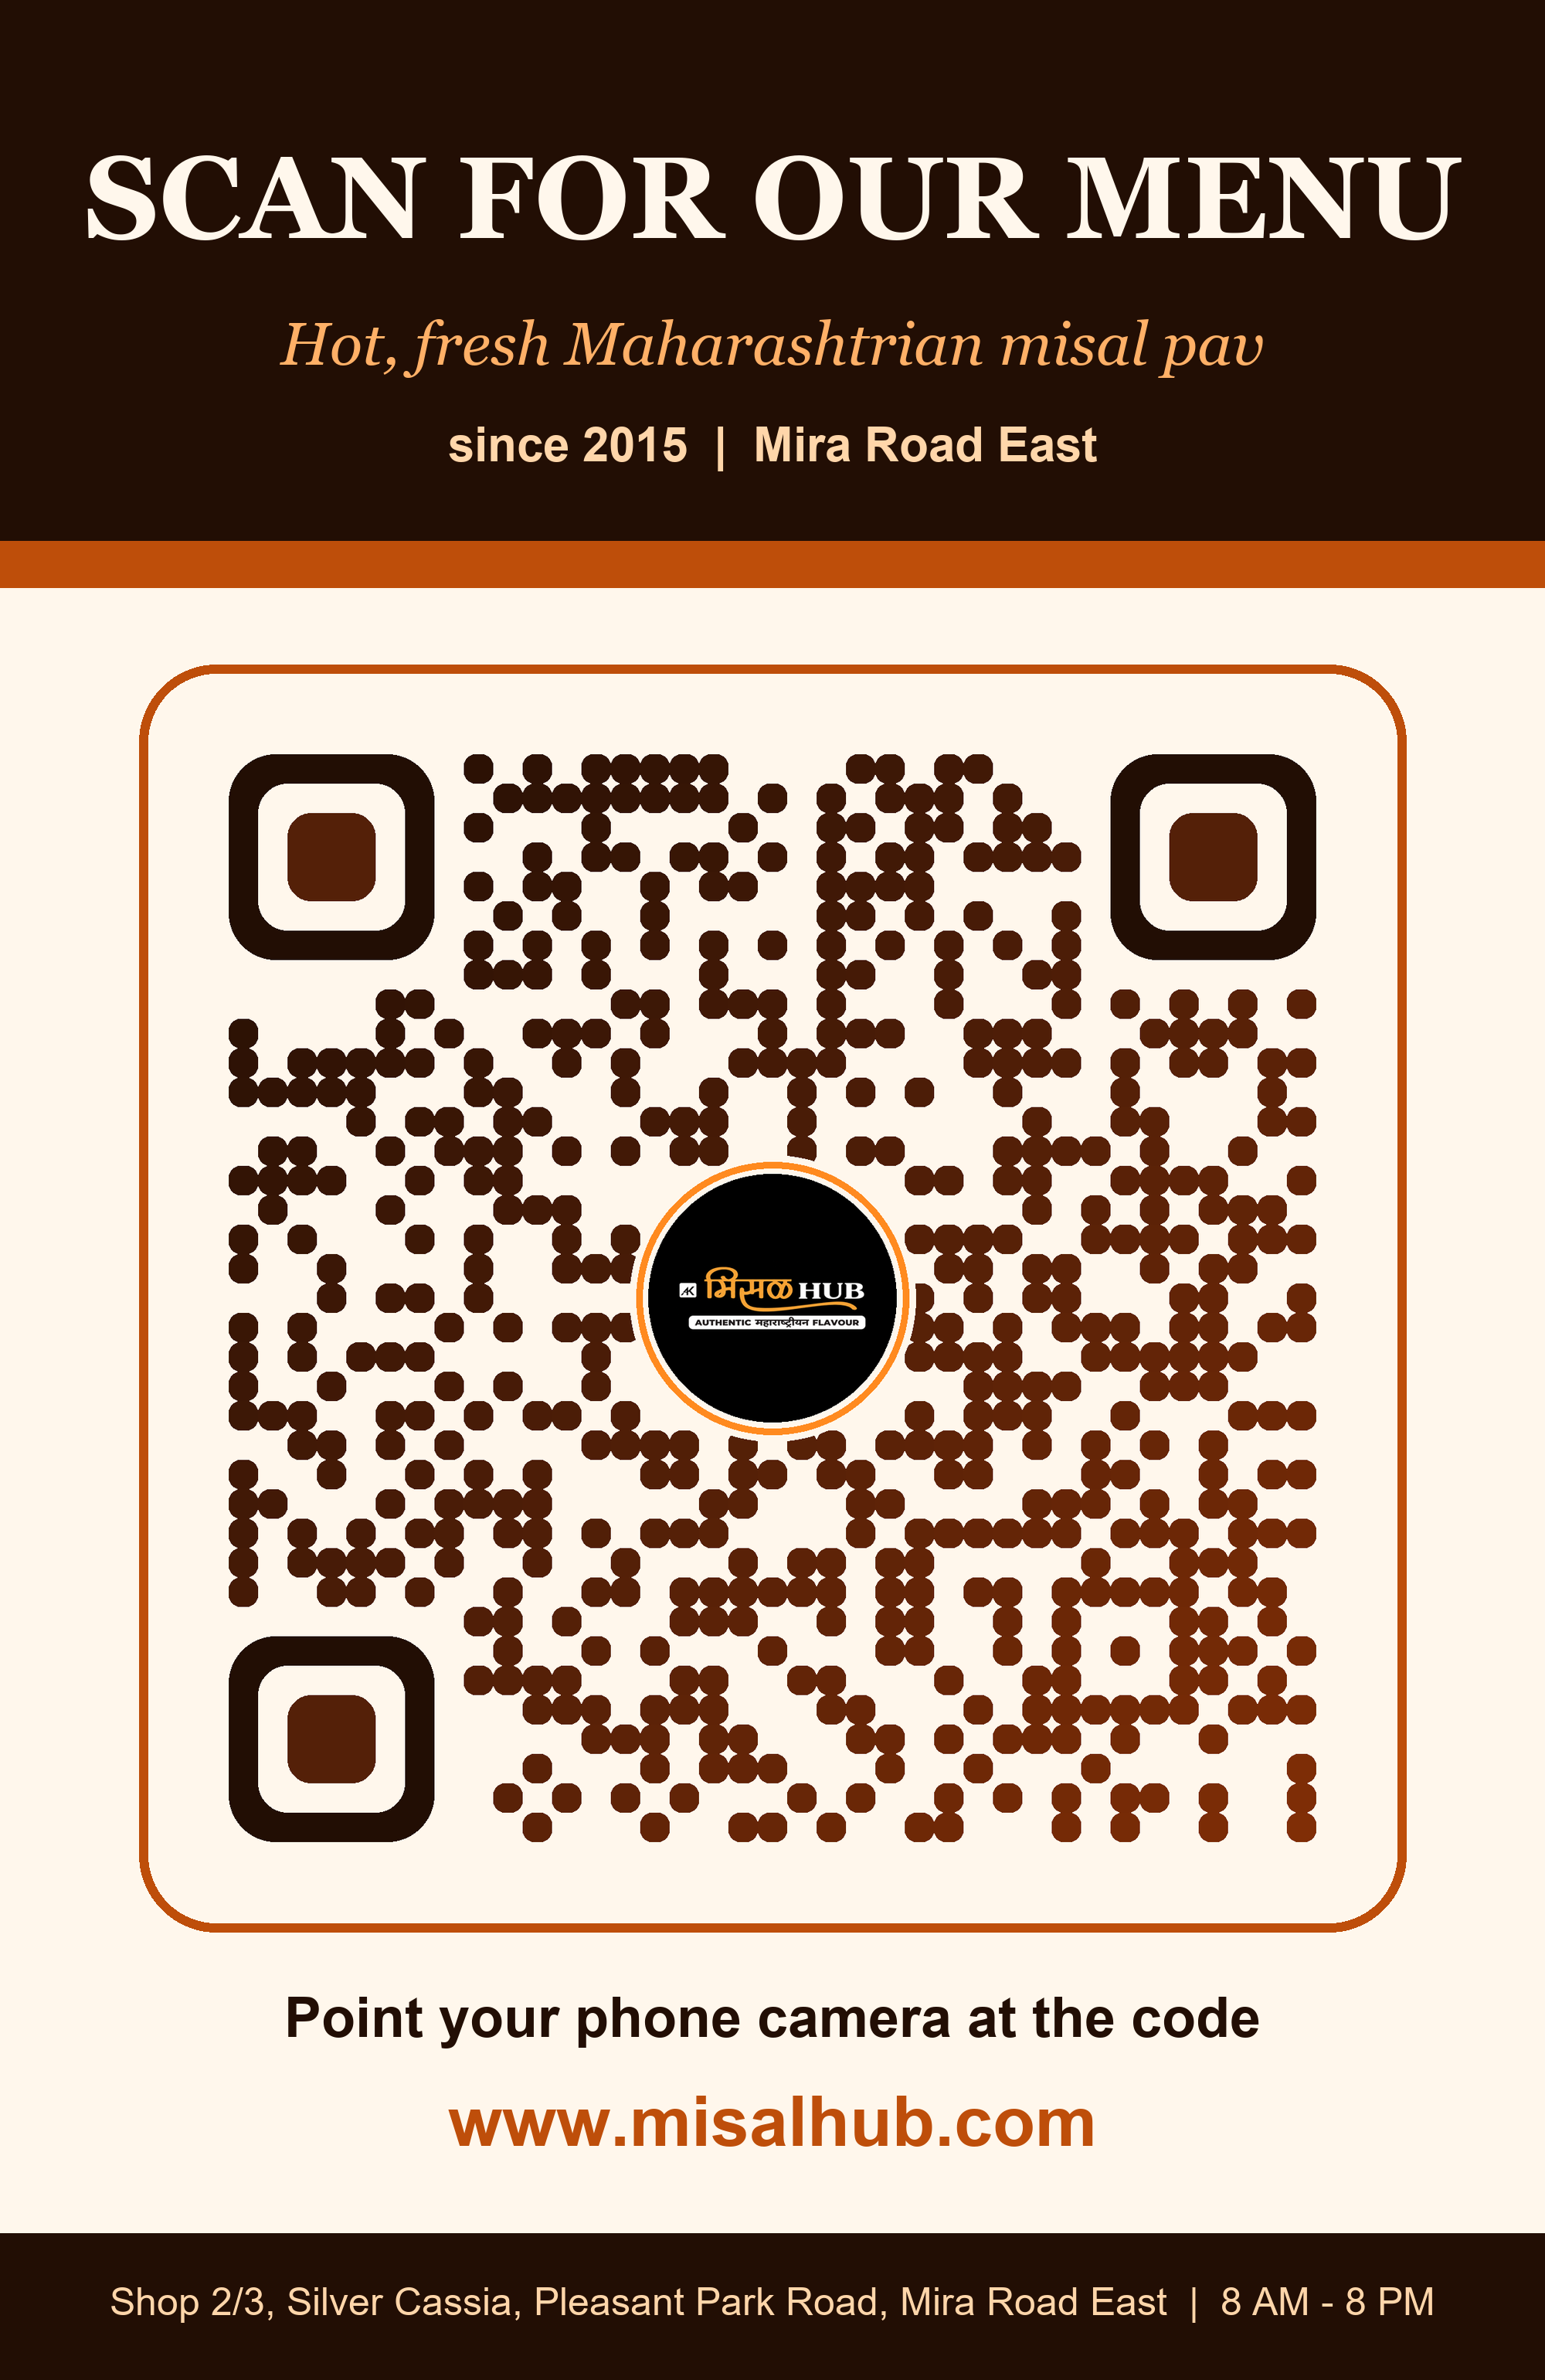 SCAN FOR OUR MENU
Hot, fresh Maharashtrian misal pav
since 2015 | Mira Road East
AK मिसळ HUB
AUTHENTIC महाराष्ट्रीयन FLAVOUR
Point your phone camera at the code
www.misalhub.com
Shop 2/3, Silver Cassia, Pleasant Park Road, Mira Road East | 8 AM - 8 PM